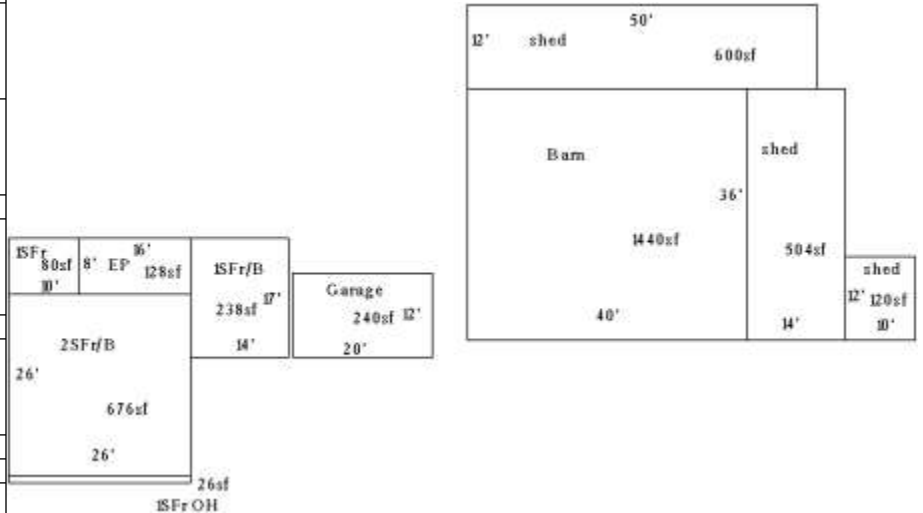 50'
12' shed
600sf
Barn
shed
36'
1440sf
504sf
40'
14'
shed
12' 120sf
10'
1SFr
80sf
10'
16'
8' EP
128sf
1SFr/B
238sf 17'
14'
Garage
240sf 12'
20'
2SFr/B
26'
676sf
26'
26sf
1SFr OH